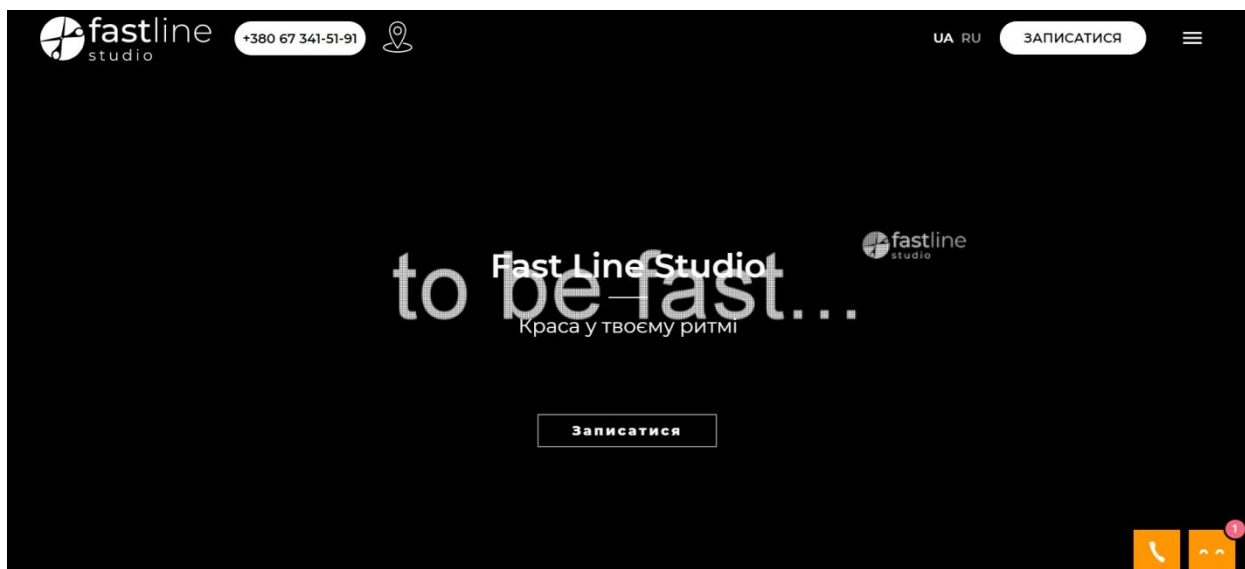 fastline
studio
+380 67 341-51-91
UA RU
ЗАПИСАТИСЯ
fastline
studio
to be fast...
Fast Line Studio
Краса у твоєму ритмі
Записатися
1